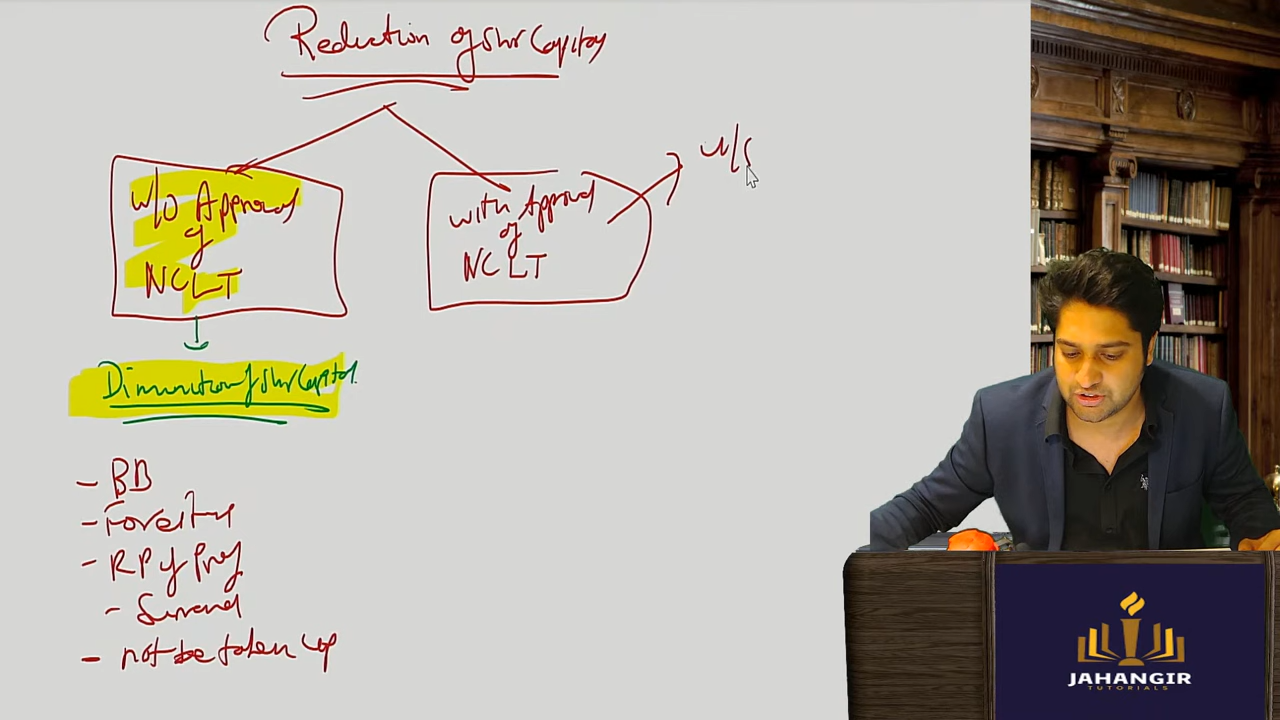 Reduction of Shr Capital
u/s
w/o Approval
of
NCLT
with Approval
of
NCLT
Diminution of Shr Capital
- BB
- Forfeiture
- RP of Pref
- Surrend
- not be taken up
JAHANGIR
TUTORIALS